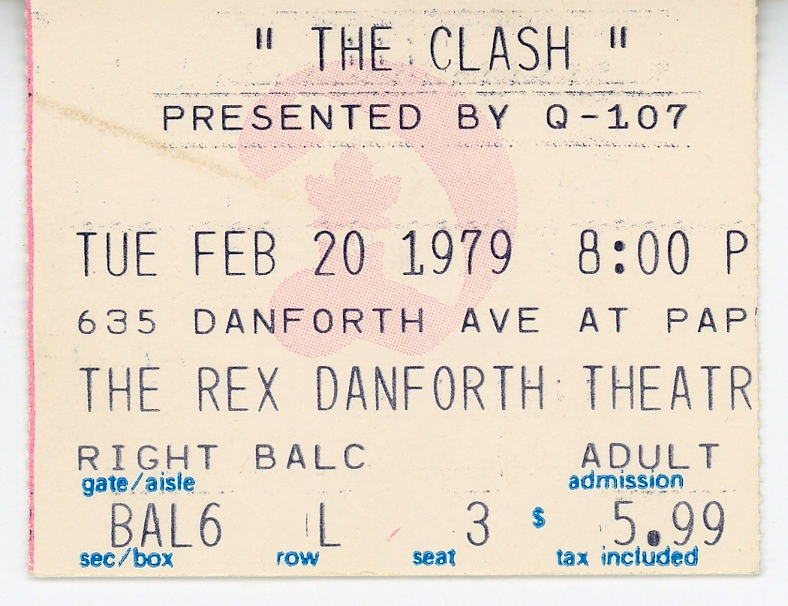 " THE CLASH "
PRESENTED BY Q-107
TUE FEB 20 1979 8:00 P
635 DANFORTH AVE AT PAP
THE REX DANFORTH THEATR
RIGHT BALC ADULT
gate/aisle admission
BAL6 L 3 $ 5.99
sec/box row seat tax included